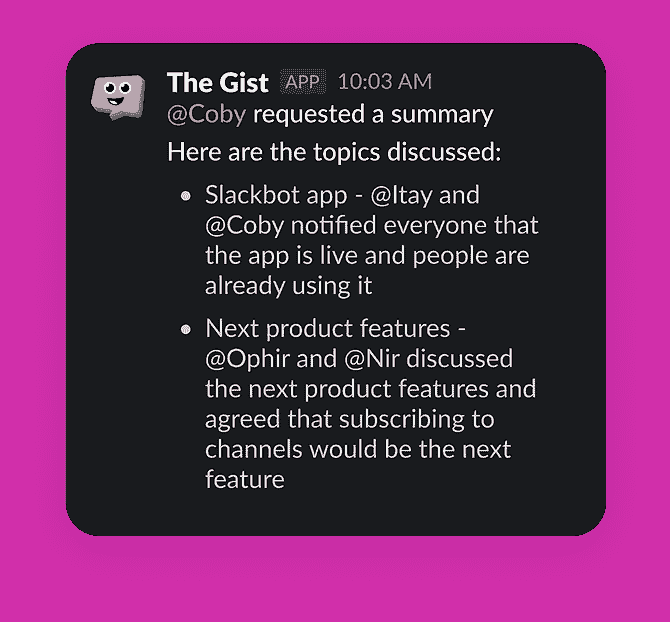 The Gist APP 10:03 AM
@Coby requested a summary
Here are the topics discussed:
Slackbot app - @Itay and
@Coby notified everyone that
the app is live and people are
already using it
Next product features -
@Ophir and @Nir discussed
the next product features and
agreed that subscribing to
channels would be the next
feature